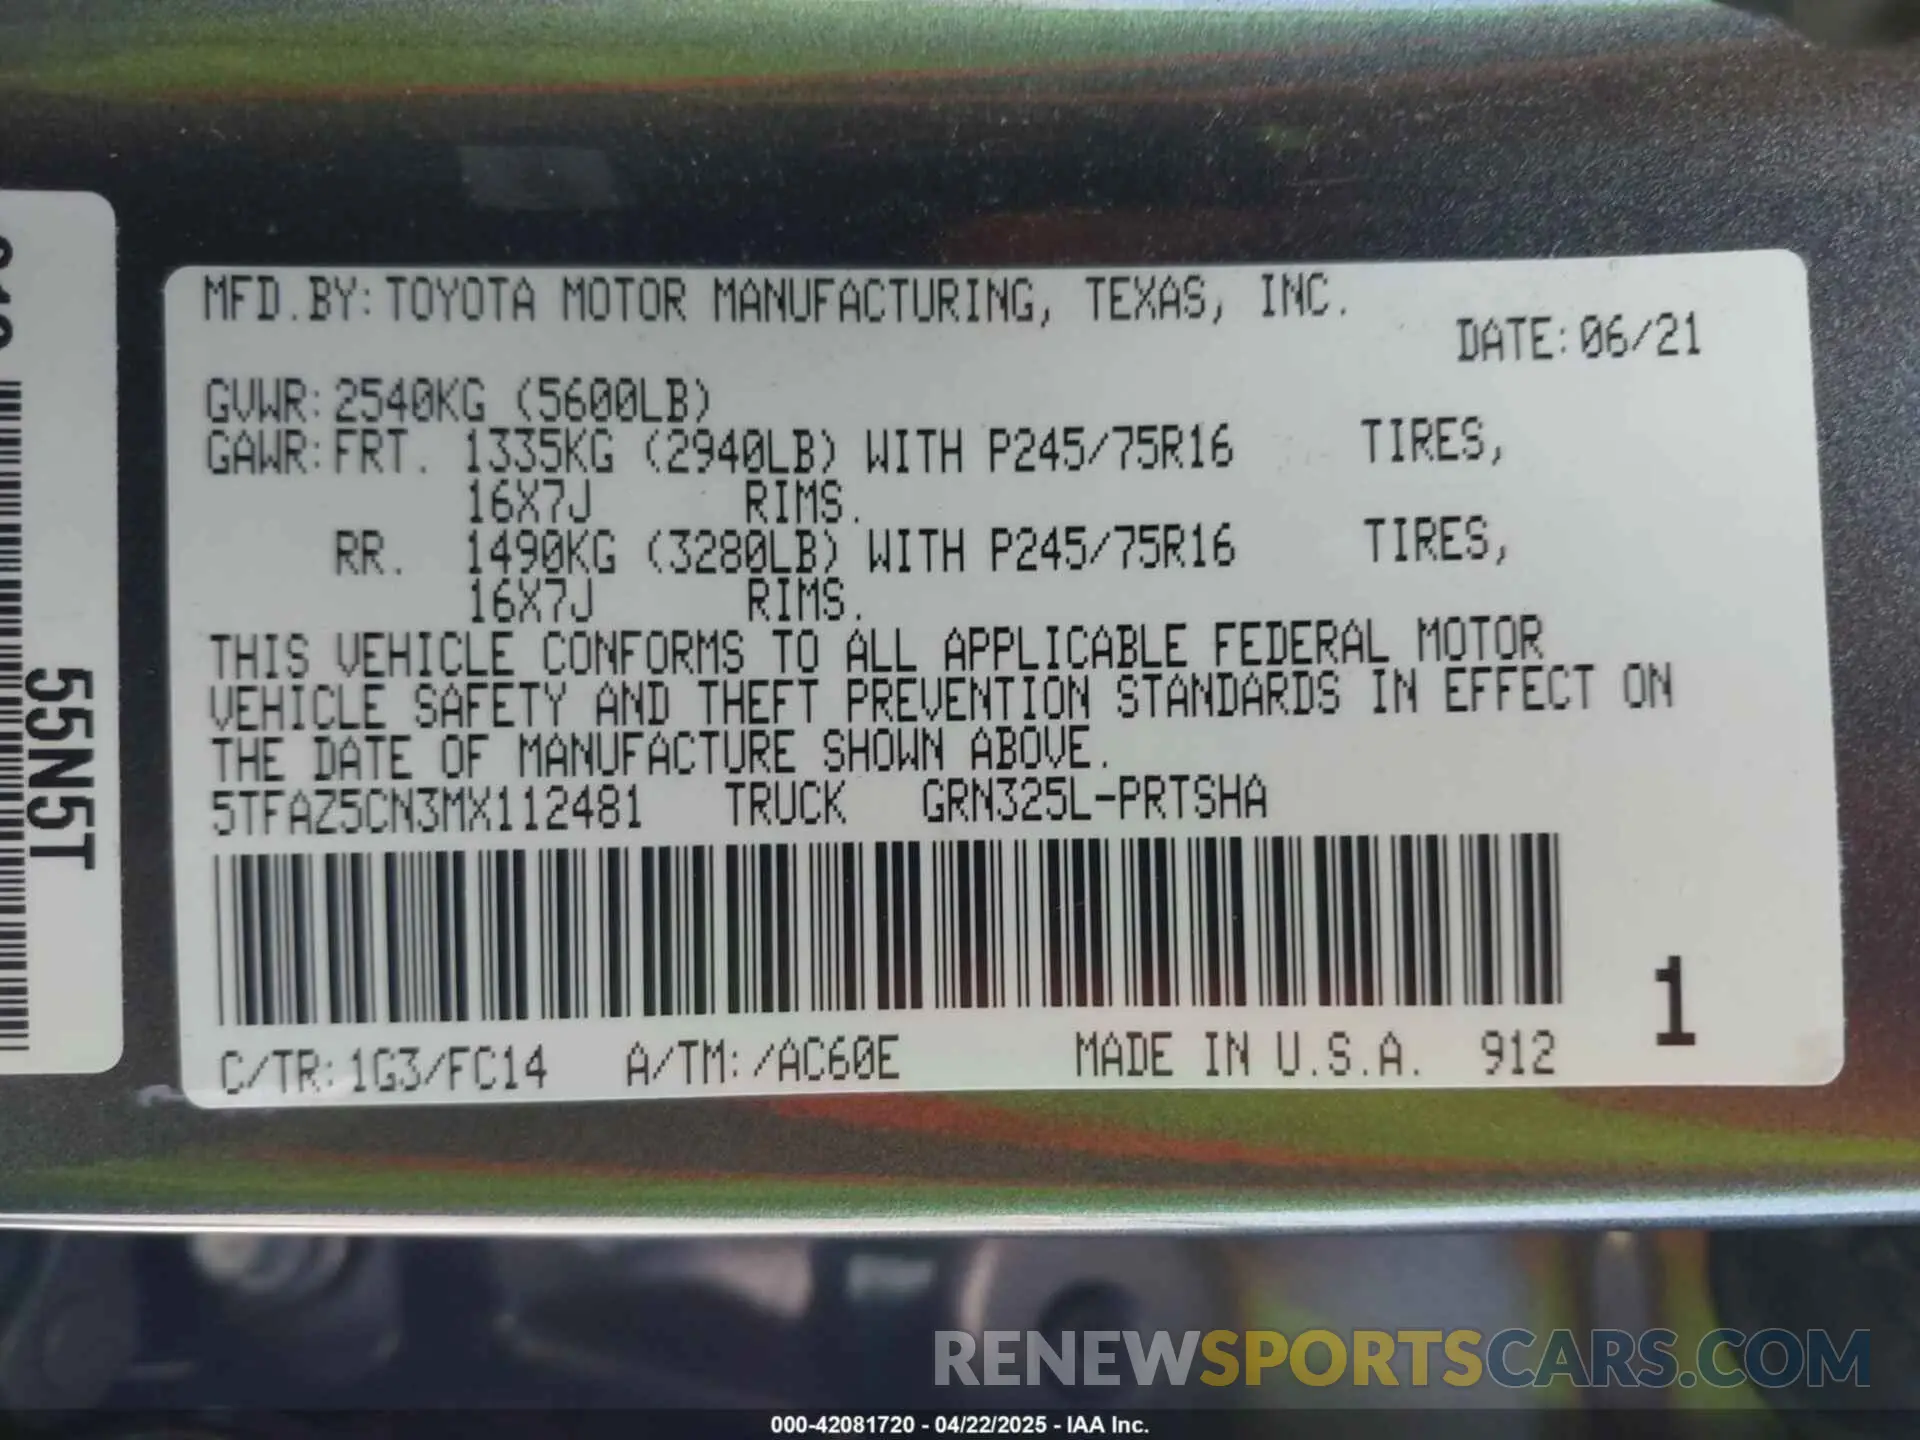 MFD.BY:TOYOTA MOTOR MANUFACTURING, TEXAS, INC.
DATE:06/21
GVWR:2540KG (5600LB)
GAWR:FRT. 1335KG (2940LB) WITH P245/75R16 TIRES,
16X7J RIMS.
RR. 1490KG (3280LB) WITH P245/75R16 TIRES,
16X7J RIMS.
THIS VEHICLE CONFORMS TO ALL APPLICABLE FEDERAL MOTOR
VEHICLE SAFETY AND THEFT PREVENTION STANDARDS IN EFFECT ON
THE DATE OF MANUFACTURE SHOWN ABOVE.
5TFAZ5CN3MX112481 TRUCK GRN325L-PRTSHA
C/TR:1G3/FC14 A/TM:/AC60E MADE IN U.S.A. 912
1
55N5T
RENEWSPORTSCARS.COM
000-42081720 - 04/22/2025 - IAA Inc.